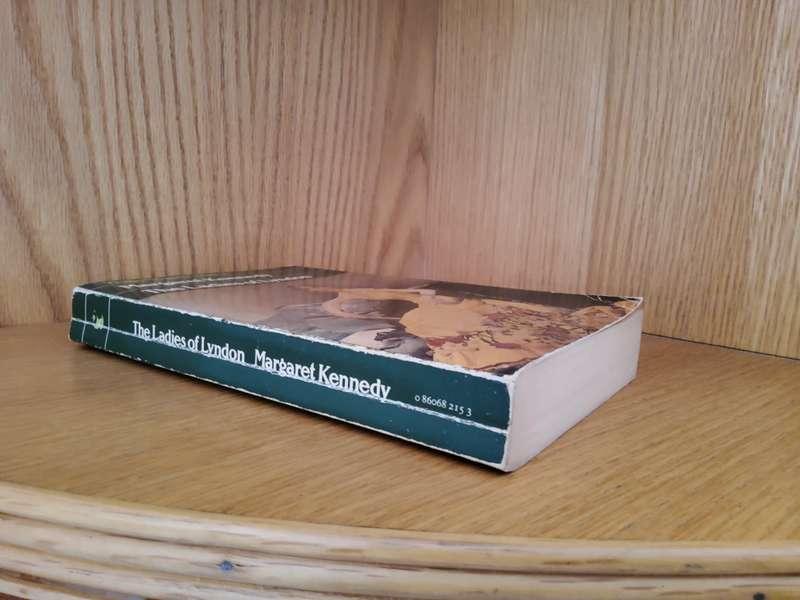 The Ladies of Lyndon Margaret Kennedy 0 86068 215 3